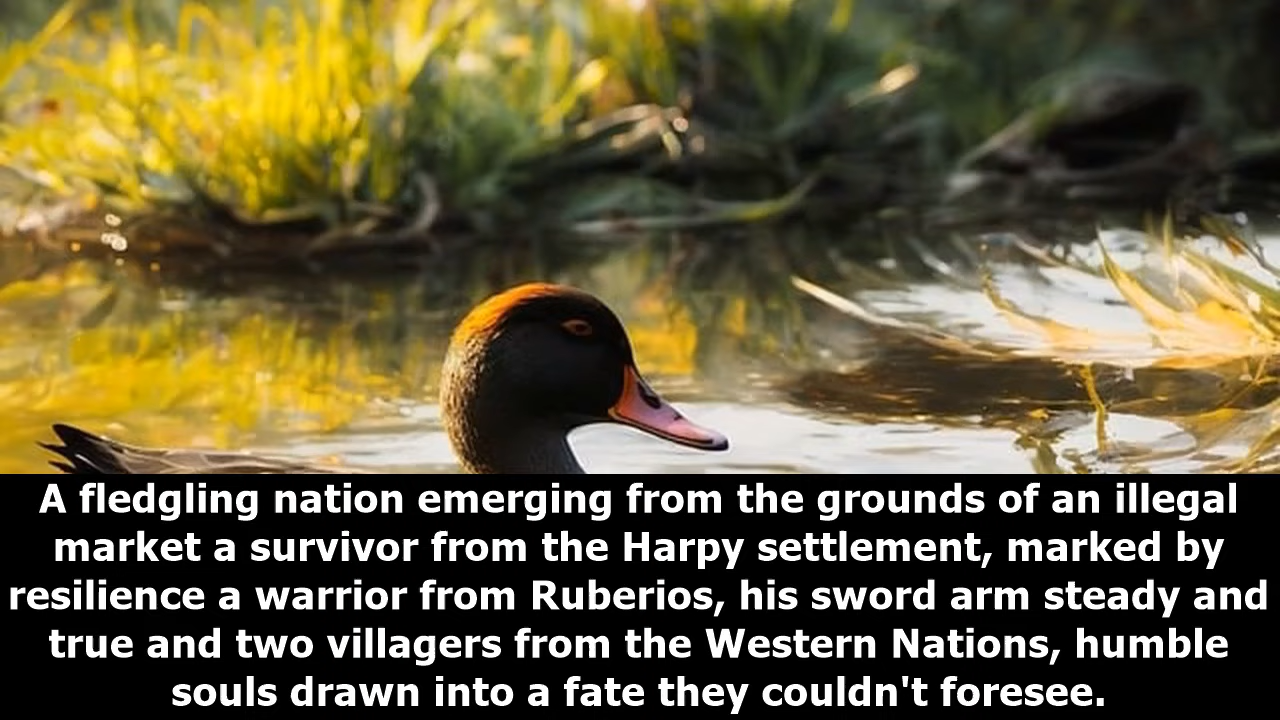 A fledgling nation emerging from the grounds of an illegal
market a survivor from the Harpy settlement, marked by
resilience a warrior from Ruberios, his sword arm steady and
true and two villagers from the Western Nations, humble
souls drawn into a fate they couldn't foresee.